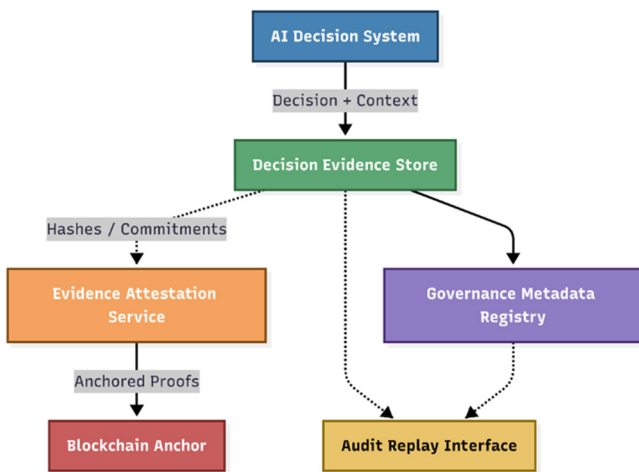 AI Decision System
Decision + Context
Decision Evidence Store
Hashes / Commitments
Evidence Attestation
Service
Governance Metadata
Registry
Anchored Proofs
Blockchain Anchor
Audit Replay Interface